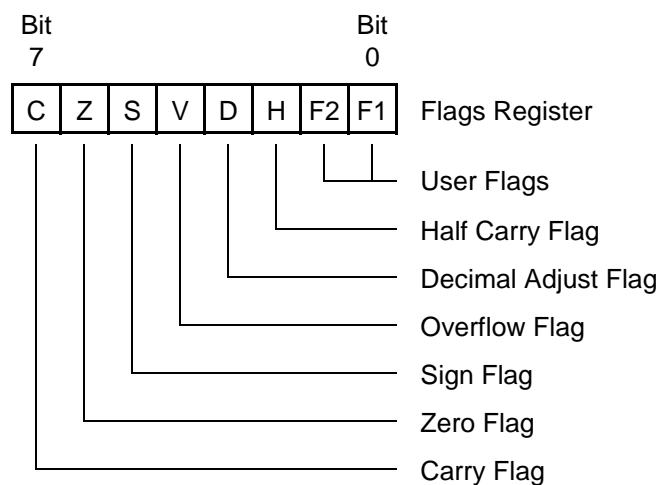 Bit Bit
7 0
C Z S V D H F2 F1 Flags Register
User Flags
Half Carry Flag
Decimal Adjust Flag
Overflow Flag
Sign Flag
Zero Flag
Carry Flag